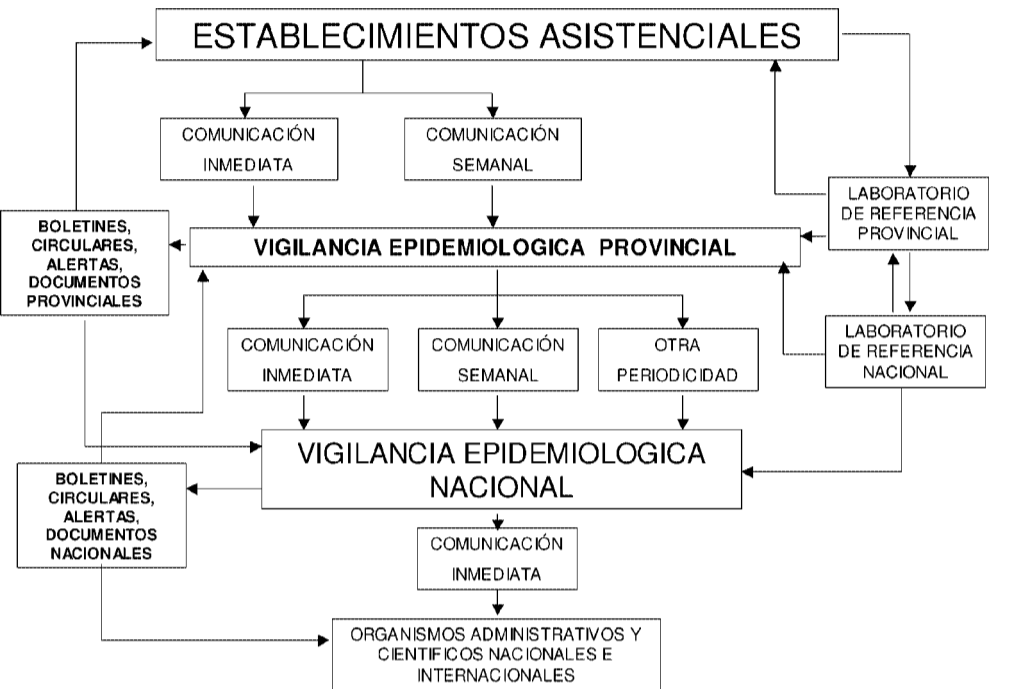 ESTABLECIMIENTOS ASISTENCIALES
COMUNICACIÓN
INMEDIATA
COMUNICACIÓN
SEMANAL
LABORATORIO
DE REFERENCIA
PROVINCIAL
BOLETINES,
CIRCULARES,
ALERTAS,
DOCUMENTOS
PROVINCIALES
VIGILANCIA EPIDEMIOLOGICA PROVINCIAL
COMUNICACIÓN
INMEDIATA
COMUNICACIÓN
SEMANAL
OTRA
PERIODICIDAD
LABORATORIO
DE REFERENCIA
NACIONAL
VIGILANCIA EPIDEMIOLOGICA
NACIONAL
BOLETINES,
CIRCULARES,
ALERTAS,
DOCUMENTOS
NACIONALES
COMUNICACIÓN
INMEDIATA
ORGANISMOS ADMINISTRATIVOS Y
CIENTIFICOS NACIONALES E
INTERNACIONALES